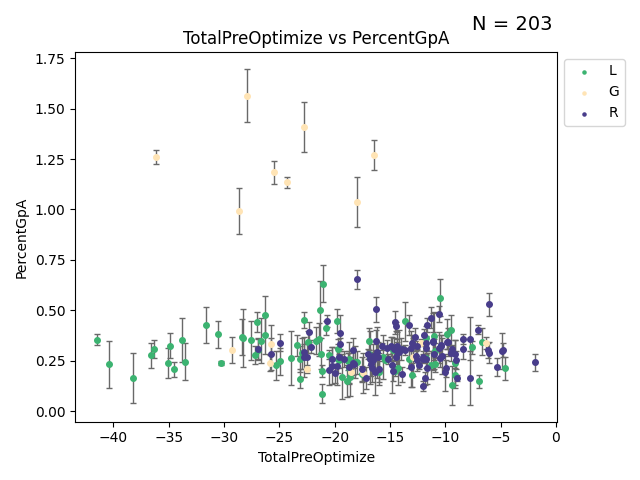 N = 203
TotalPreOptimize vs PercentGpA
1.75
1.50
1.25
1.00
0.75
0.50
0.25
0.00
PercentGpA
−40
−35
−30
−25
−20
−15
−10
−5
0
TotalPreOptimize
L
G
R